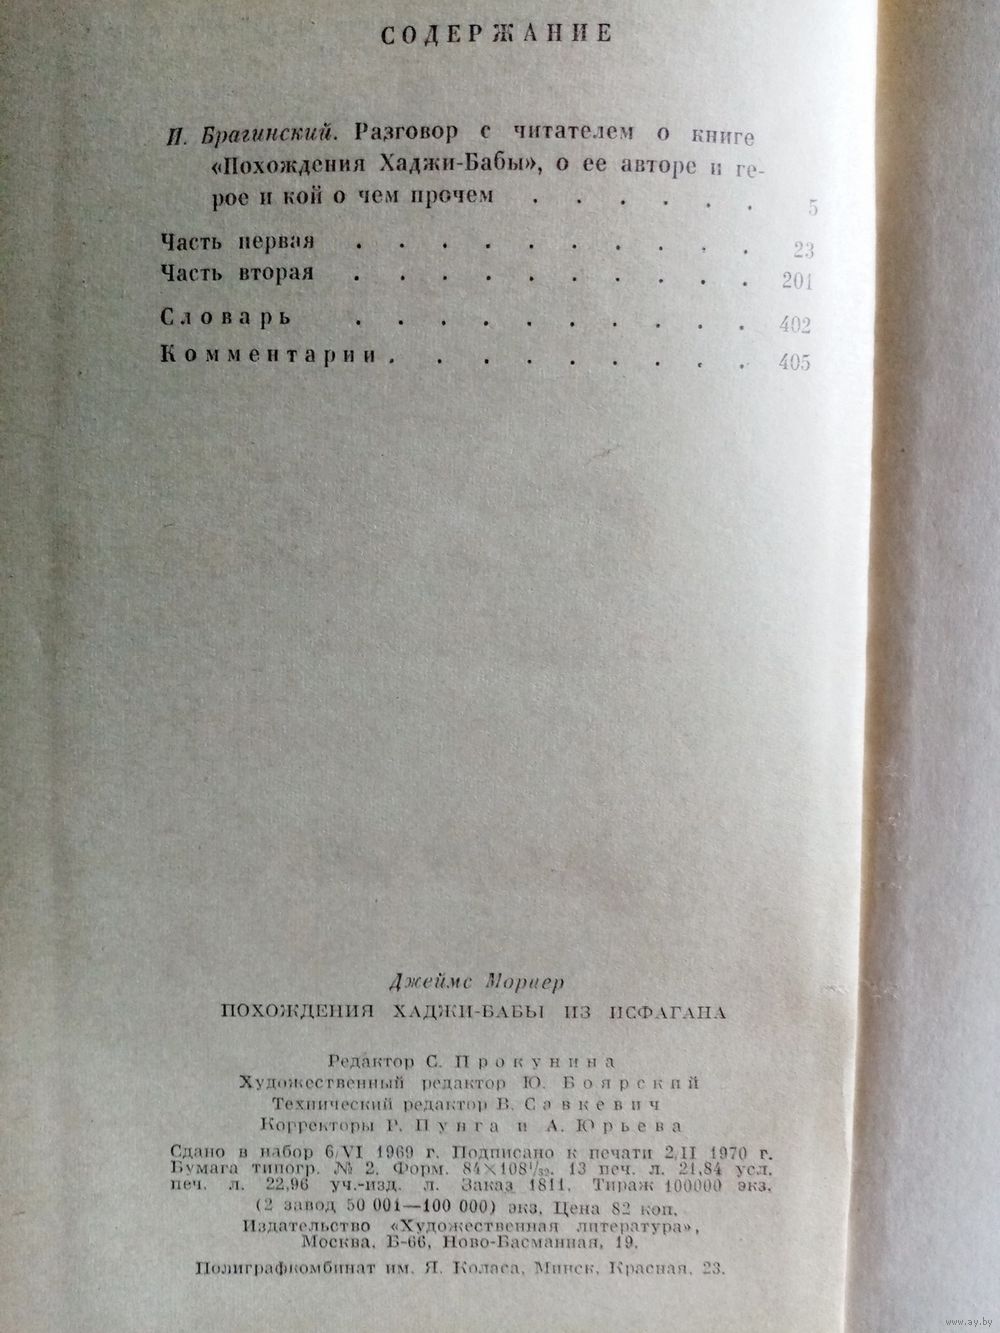 СОДЕРЖАНИЕ
И. Брагинский. Разговор с читателем о книге
«Похождения Хаджи-Бабы», о ее авторе и ге-
рое и кой о чем прочем . . . . . . 5
Часть первая . . . . . . . . . . 23
Часть вторая . . . . . . . . . . 201
Словарь . . . . . . . . . . 402
Комментарии . . . . . . . . 405
Джеймс Мориер
ПОХОЖДЕНИЯ ХАДЖИ-БАБЫ ИЗ ИСФАГАНА
Редактор С. Прокунина
Художественный редактор Ю. Боярский
Технический редактор В. Савкевич
Корректоры Р. Пунга и А. Юрьева
Сдано в набор 6/VI 1969 г. Подписано к печати 2/II 1970 г.
Бумага типогр. № 2. Форм. 84×108¹/₃₂. 13 печ. л. 21,84 усл.
печ. л. 22,96 уч.-изд. л. Заказ 1811. Тираж 100000 экз.
(2 завод 50 001—100 000) экз. Цена 82 коп.
Издательство «Художественная литература»,
Москва, Б-66, Ново-Басманная, 19.
Полиграфкомбинат им. Я. Коласа, Минск, Красная, 23.
www.ay.by